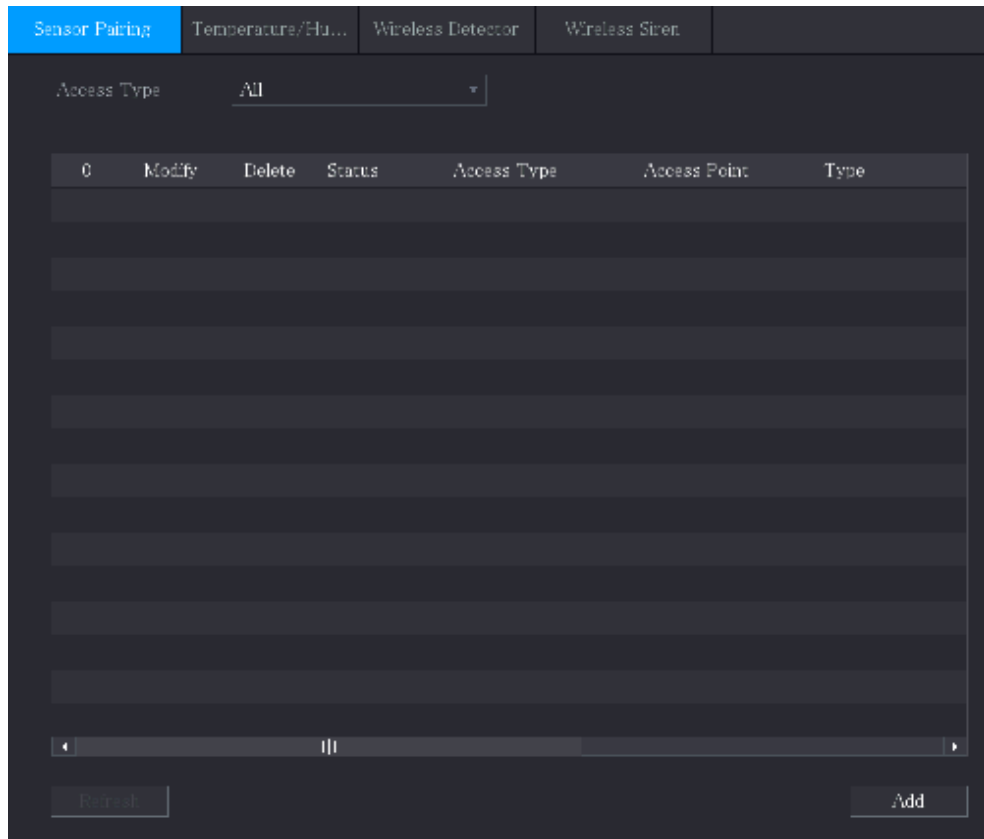 Sensor Pairing Temperature/Hu... Wireless Detector Wireless Siren
Access Type All
0 Modify Delete Status Access Type Access Point Type
Refresh Add